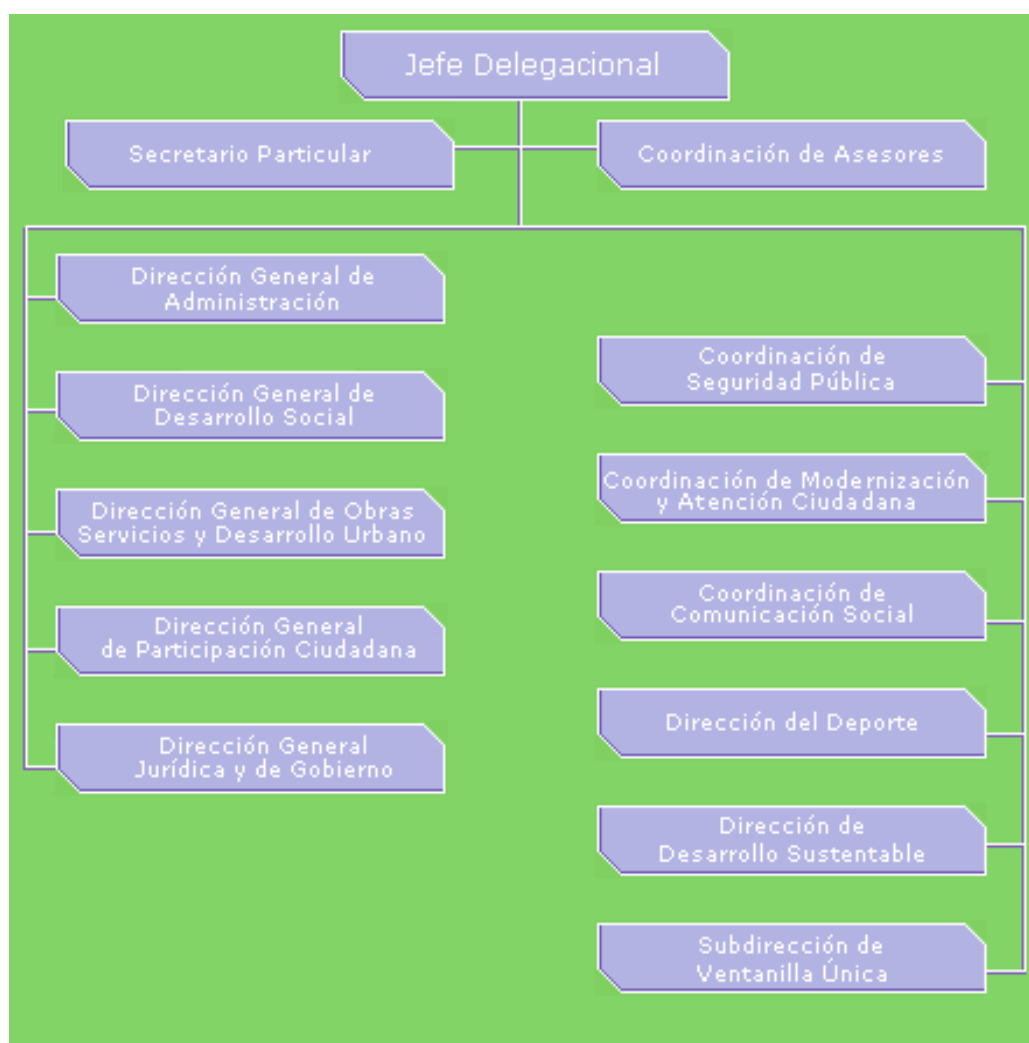 Jefe Delegacional
Secretario Particular
Coordinación de Asesores
Dirección General de
Administración
Dirección General de
Desarrollo Social
Dirección General de Obras
Servicios y Desarrollo Urbano
Dirección General
de Participación Ciudadana
Dirección General
Jurídica y de Gobierno
Coordinación de
Seguridad Pública
Coordinación de Modernización
y Atención Ciudadana
Coordinación de
Comunicación Social
Dirección del Deporte
Dirección de
Desarrollo Sustentable
Subdirección de
Ventanilla Única